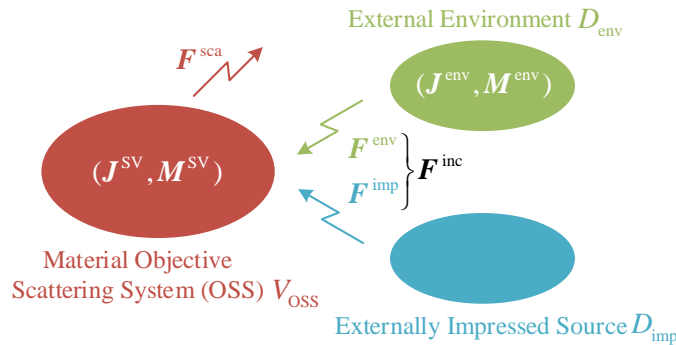 External Environment D_env
F^sca
(J^env, M^env)
F^env
(J^SV, M^SV)
F^inc
F^imp
Material Objective
Scattering System (OSS) V_OSS
Externally Impressed Source D_imp